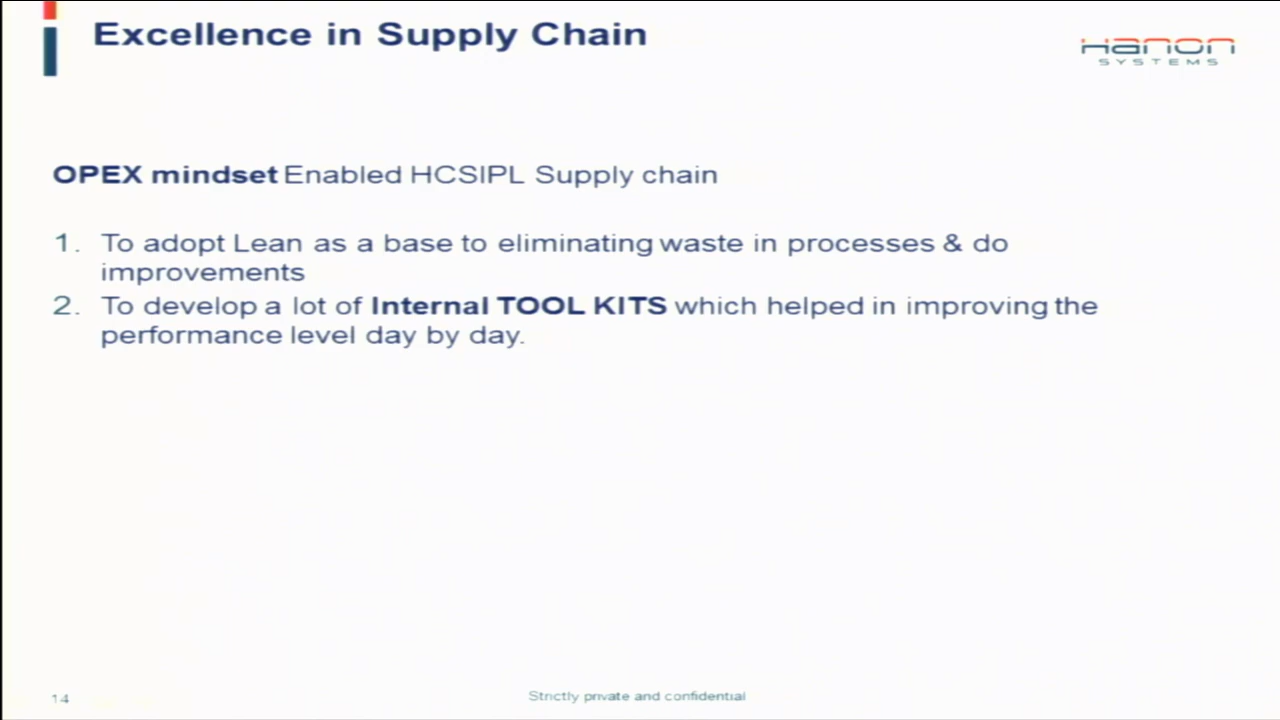 Excellence in Supply Chain
Hanon
SYSTEMS
OPEX mindset Enabled HCSIPL Supply chain
1. To adopt Lean as a base to eliminating waste in processes & do
improvements
2. To develop a lot of Internal TOOL KITS which helped in improving the
performance level day by day.
14
Strictly private and confidential